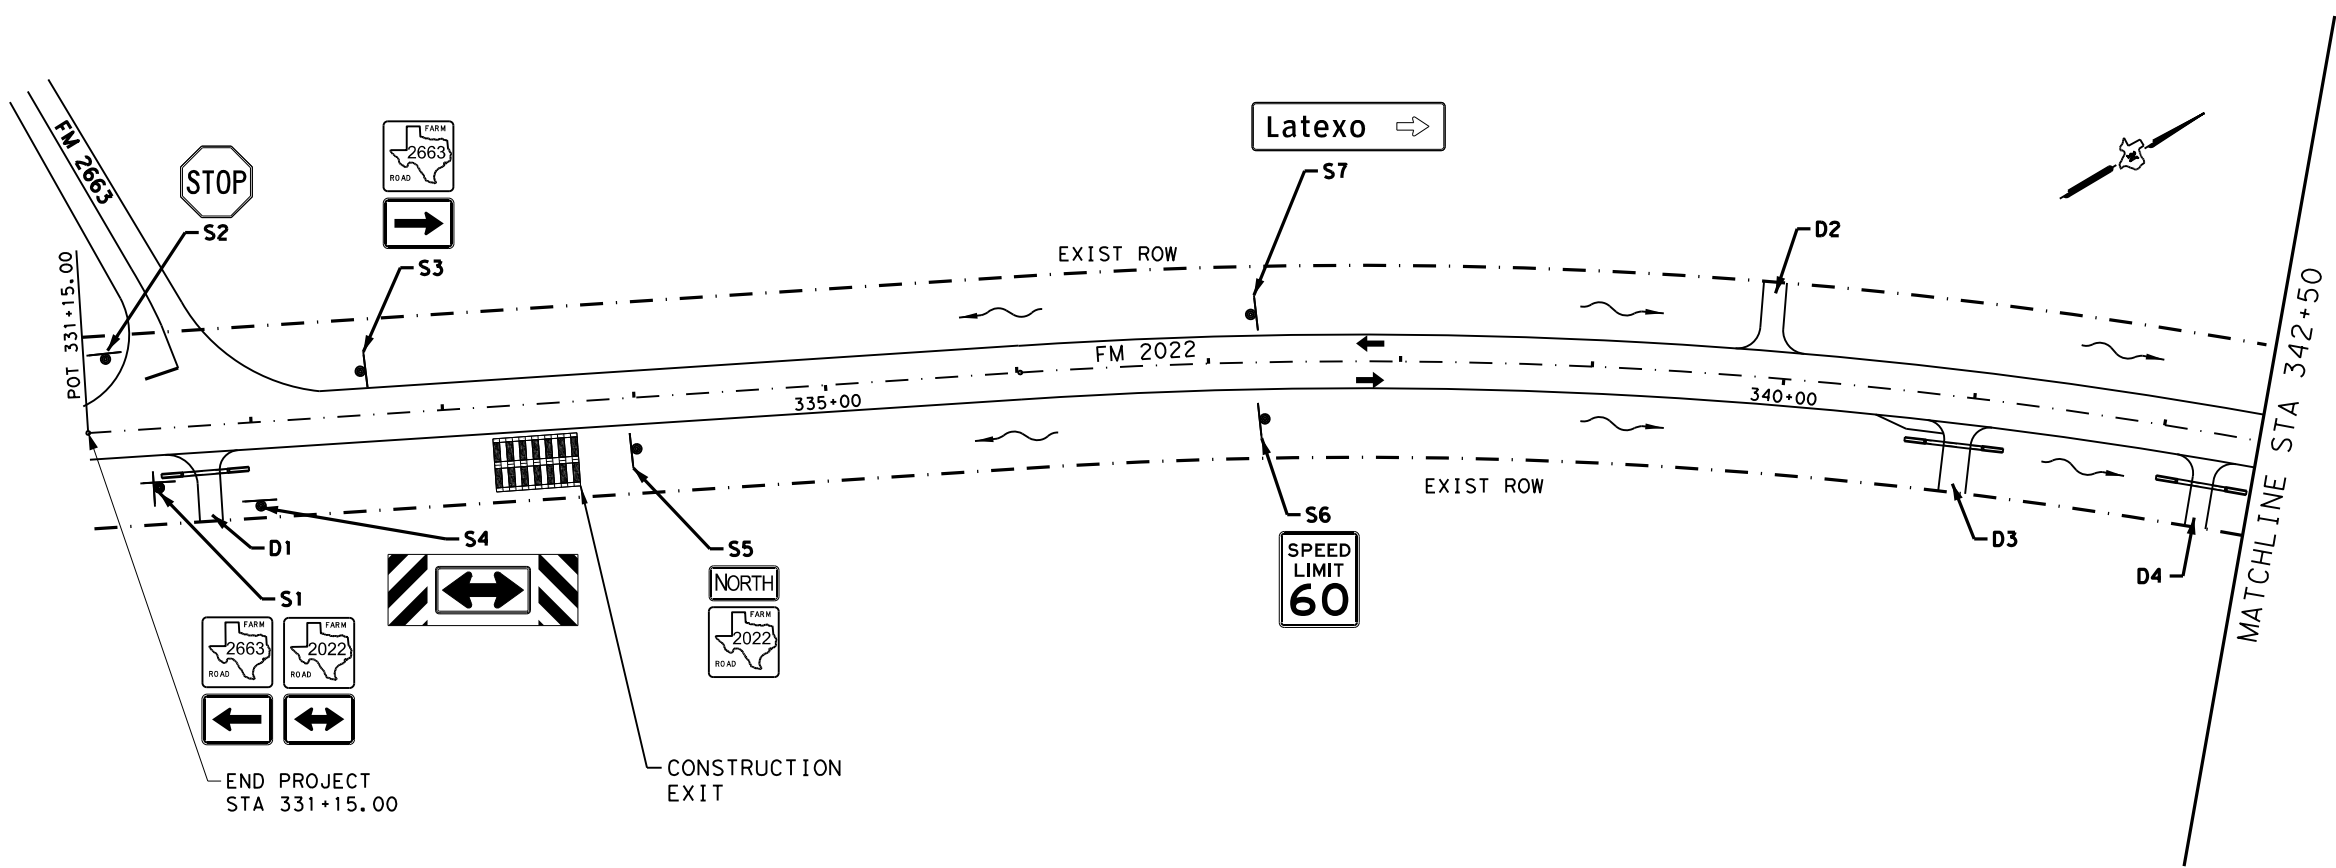 FM 2663
POT 331+15.00
STOP
S2
FARM
2663
ROAD
S3
EXIST ROW
Latexo
S7
D2
FM 2022
335+00
340+00
MATCHLINE STA 342+50
EXIST ROW
S6
SPEED
LIMIT
60
D3
D4
D1
S4
S5
NORTH
FARM
2022
ROAD
S1
FARM
2663
ROAD
FARM
2022
ROAD
END PROJECT
STA 331+15.00
CONSTRUCTION
EXIT